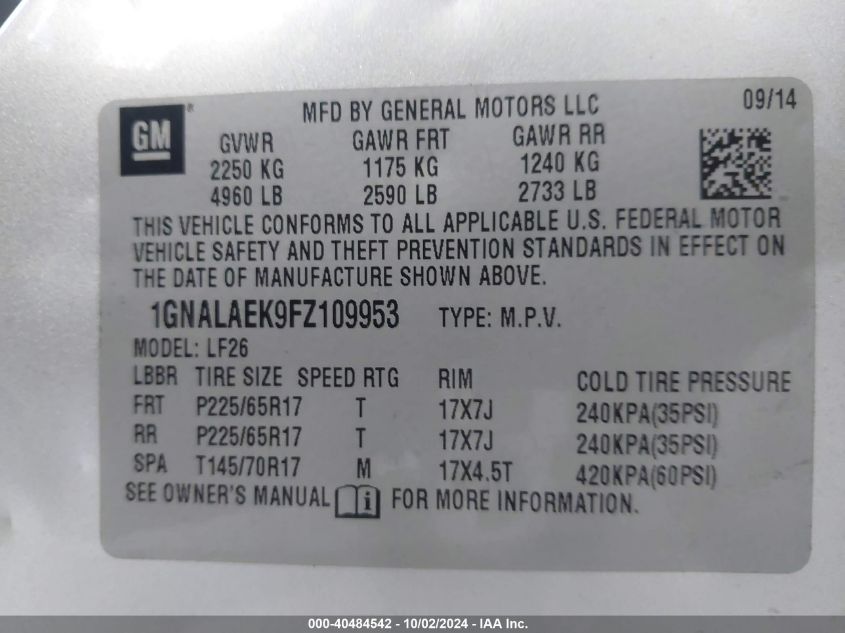 GM ® MFD BY GENERAL MOTORS LLC 09/14
GVWR GAWR FRT GAWR RR
2250 KG 1175 KG 1240 KG
4960 LB 2590 LB 2733 LB
THIS VEHICLE CONFORMS TO ALL APPLICABLE U.S. FEDERAL MOTOR
VEHICLE SAFETY AND THEFT PREVENTION STANDARDS IN EFFECT ON
THE DATE OF MANUFACTURE SHOWN ABOVE.
1GNALAEK9FZ109953 TYPE: M.P.V.
MODEL: LF26
LBBR TIRE SIZE SPEED RTG RIM COLD TIRE PRESSURE
FRT P225/65R17 T 17X7J 240KPA(35PSI)
RR P225/65R17 T 17X7J 240KPA(35PSI)
SPA T145/70R17 M 17X4.5T 420KPA(60PSI)
SEE OWNER'S MANUAL i FOR MORE INFORMATION.
000-40484542 - 10/02/2024 - IAA Inc.